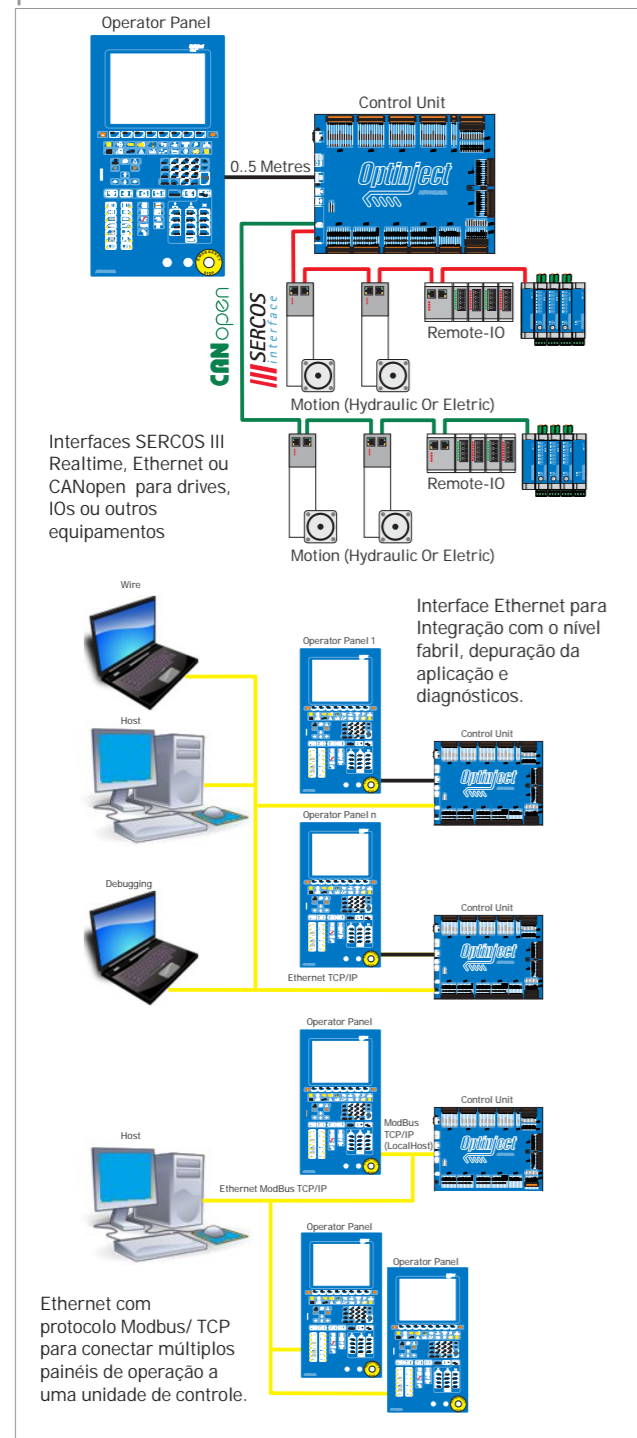 Operator Panel
Control Unit
0..5 Metres
Optinject
CANopen
SERCOS
interface
Remote-IO
Motion (Hydraulic Or Eletric)
Interfaces SERCOS III
Realtime, Ethernet ou
CANopen para drives,
IOs ou outros
equipamentos
Remote-IO
Motion (Hydraulic Or Eletric)
Wire
Interface Ethernet para
Integração com o nível
fabril, depuração da
aplicação e
diagnósticos.
Operator Panel 1
Host
Control Unit
Optinject
Operator Panel n
Debugging
Control Unit
Optinject
Ethernet TCP/IP
Operator Panel
Control Unit
ModBus
TCP/IP
(LocalHost)
Optinject
Host
Ethernet ModBus TCP/IP
Operator Panel
Operator Panel
Ethernet com
protocolo Modbus/ TCP
para conectar múltiplos
painéis de operação a
uma unidade de controle.